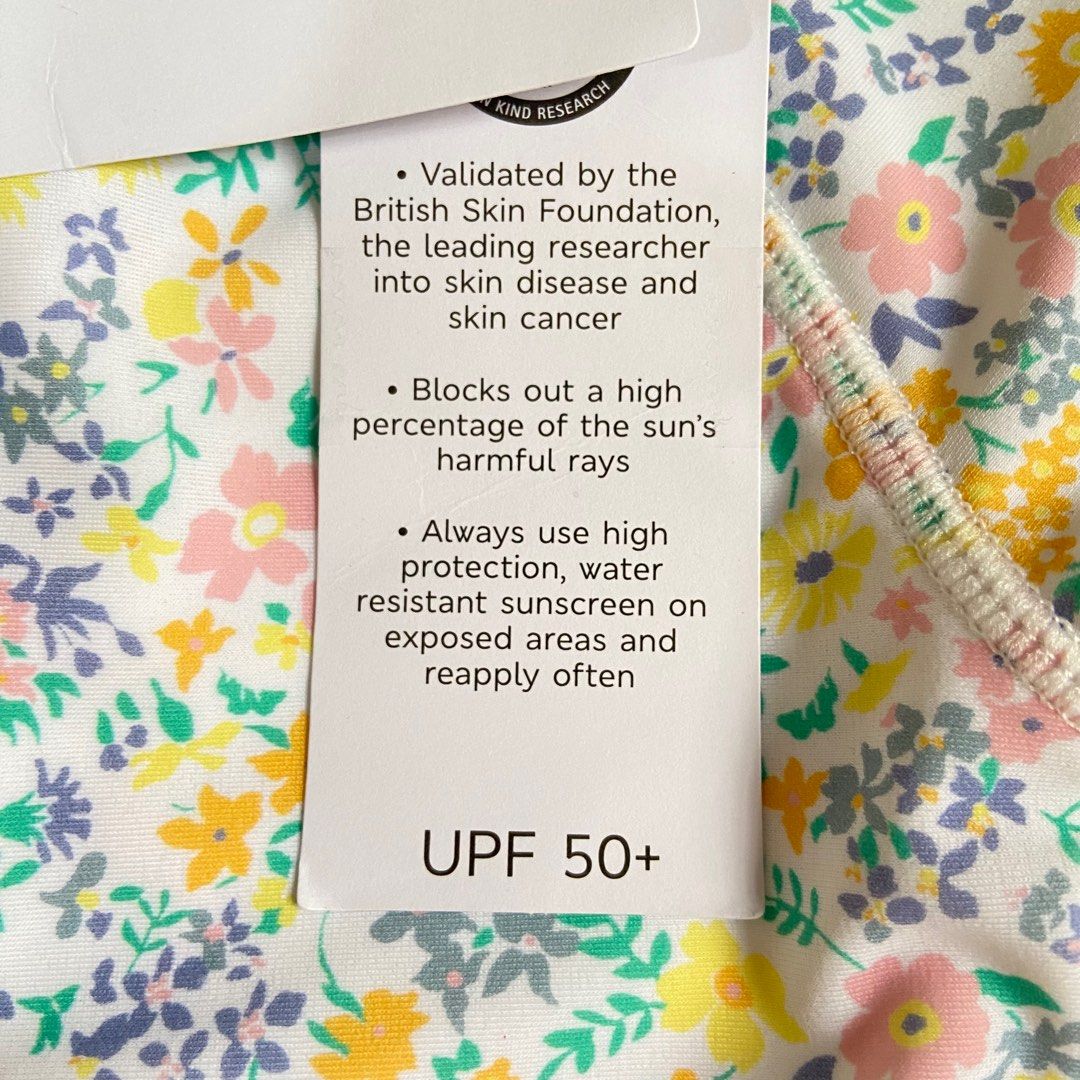 KIND RESEARCH
• Validated by the
British Skin Foundation,
the leading researcher
into skin disease and
skin cancer
• Blocks out a high
percentage of the sun's
harmful rays
• Always use high
protection, water
resistant sunscreen on
exposed areas and
reapply often
UPF 50+